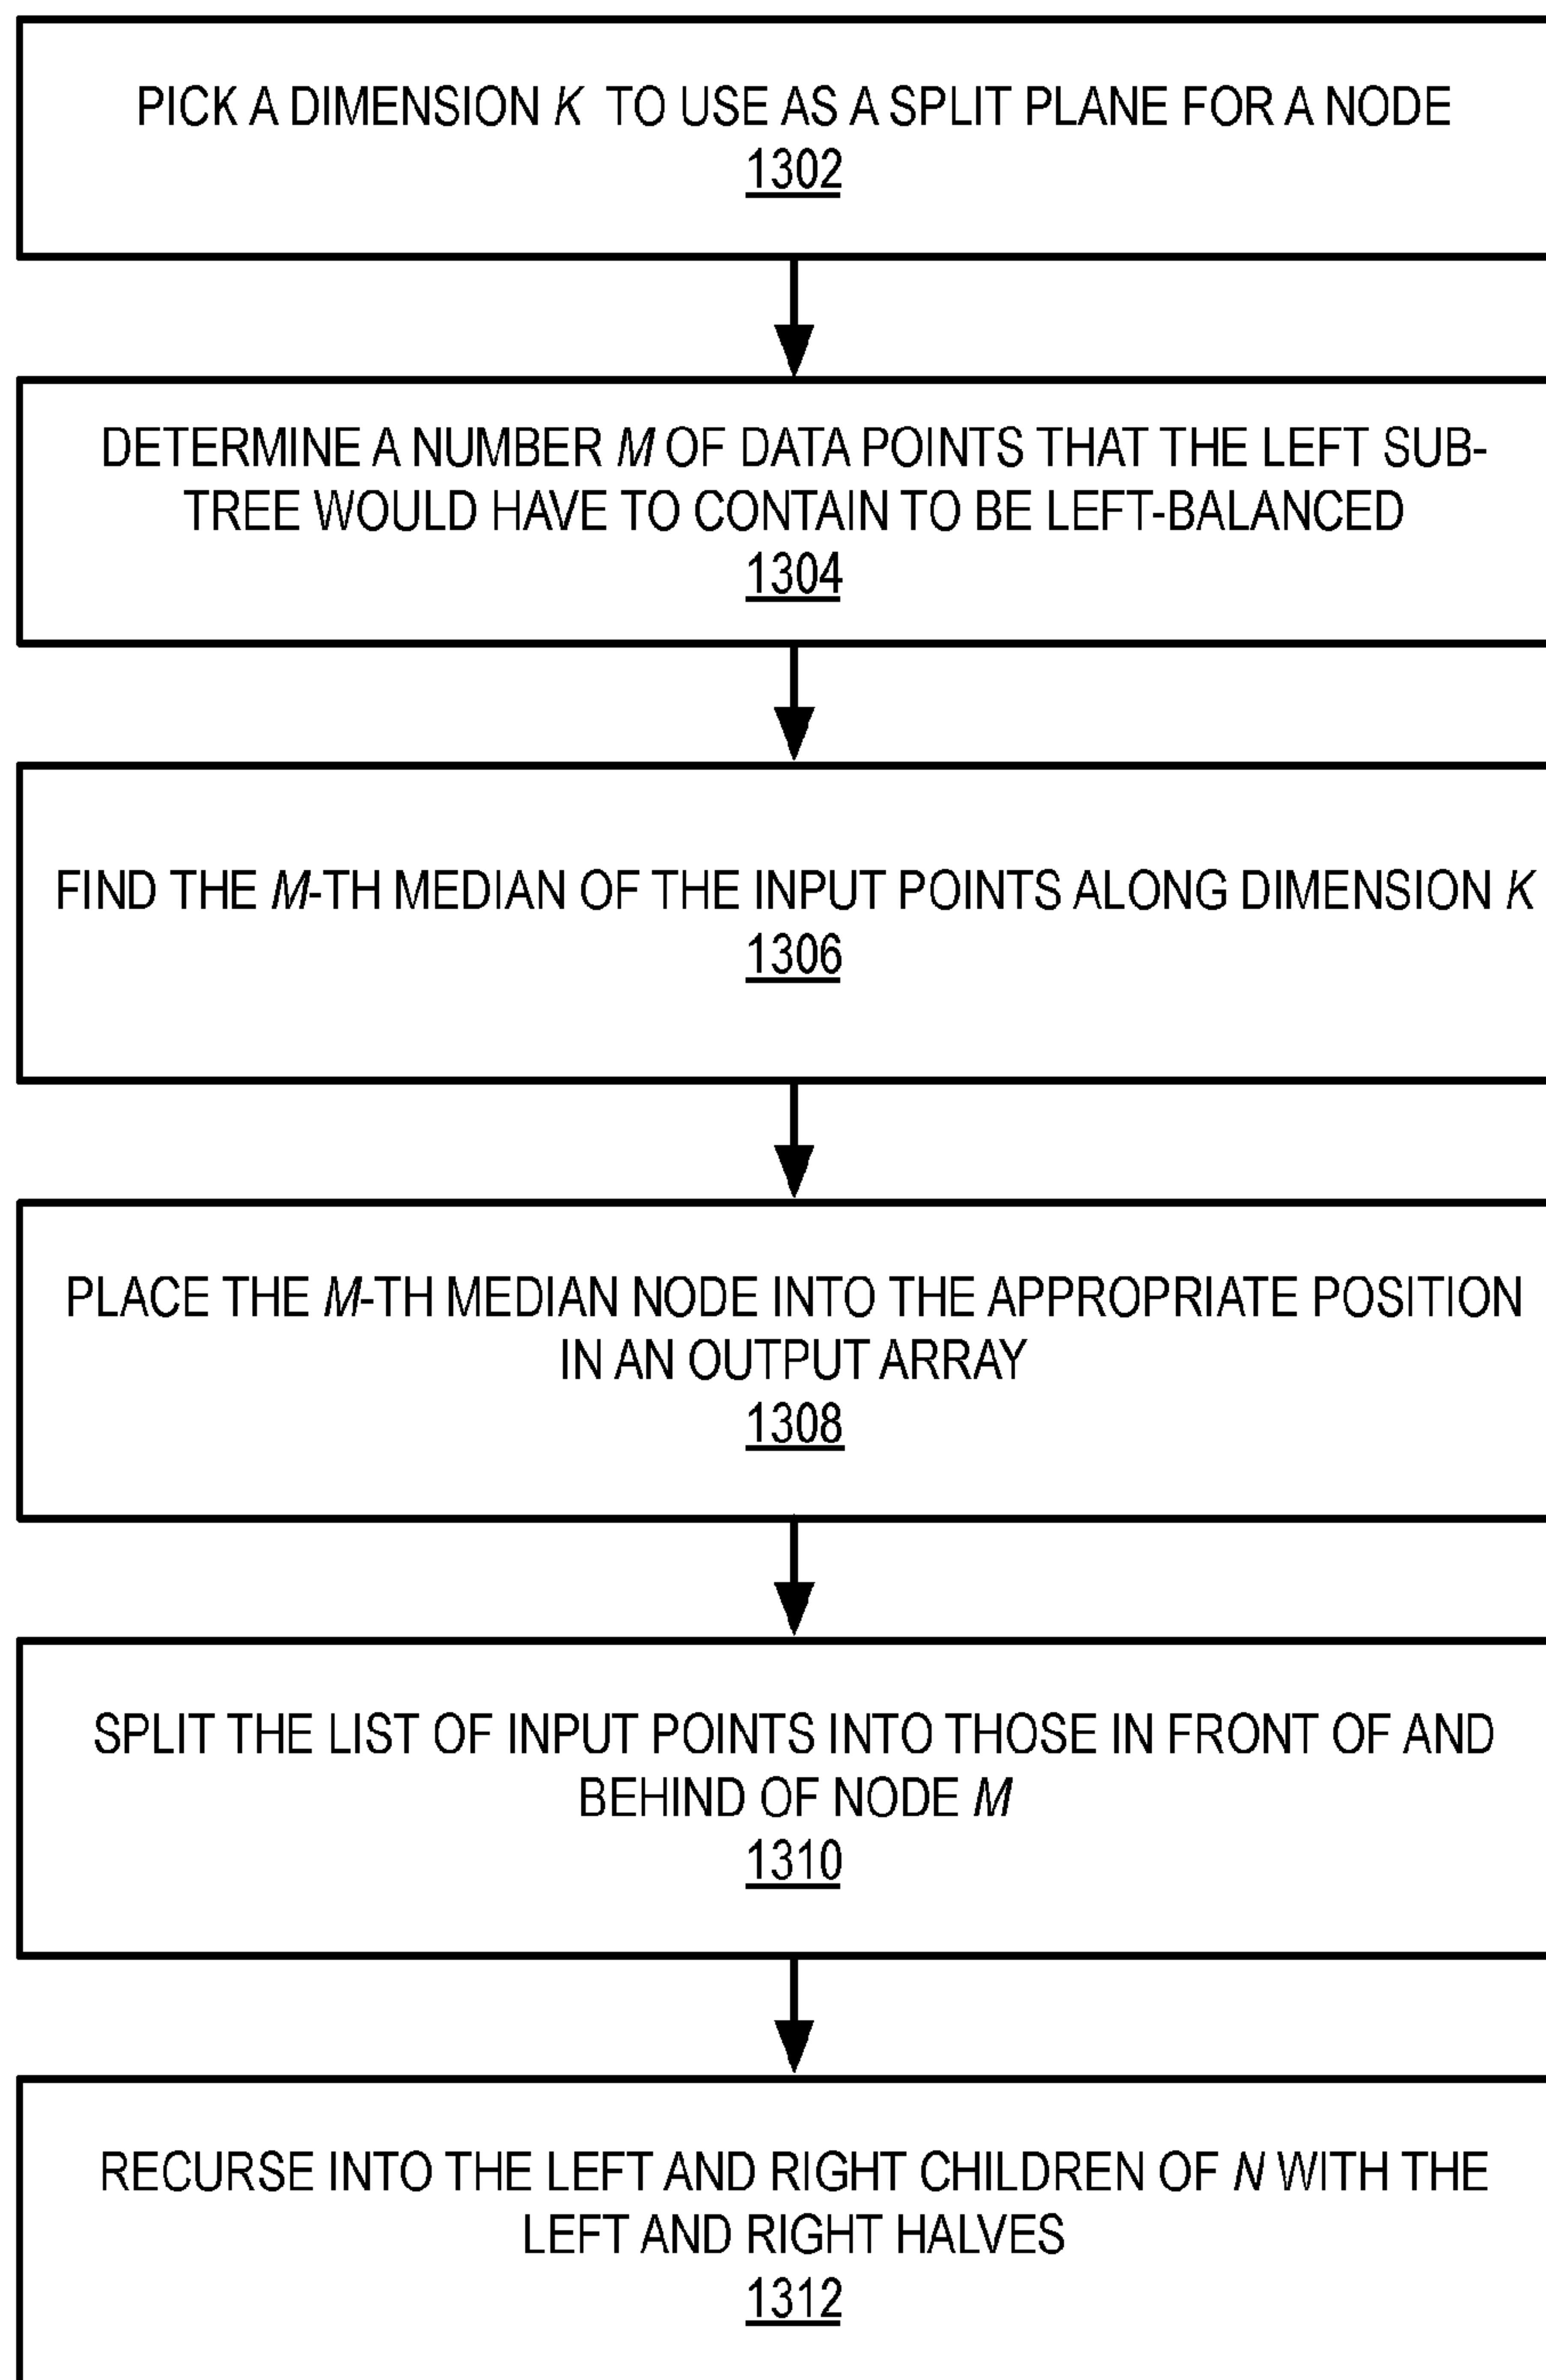 PICK A DIMENSION K TO USE AS A SPLIT PLANE FOR A NODE
1302
DETERMINE A NUMBER M OF DATA POINTS THAT THE LEFT SUB-
TREE WOULD HAVE TO CONTAIN TO BE LEFT-BALANCED
1304
FIND THE M-TH MEDIAN OF THE INPUT POINTS ALONG DIMENSION K
1306
PLACE THE M-TH MEDIAN NODE INTO THE APPROPRIATE POSITION
IN AN OUTPUT ARRAY
1308
SPLIT THE LIST OF INPUT POINTS INTO THOSE IN FRONT OF AND
BEHIND OF NODE M
1310
RECURSE INTO THE LEFT AND RIGHT CHILDREN OF N WITH THE
LEFT AND RIGHT HALVES
1312